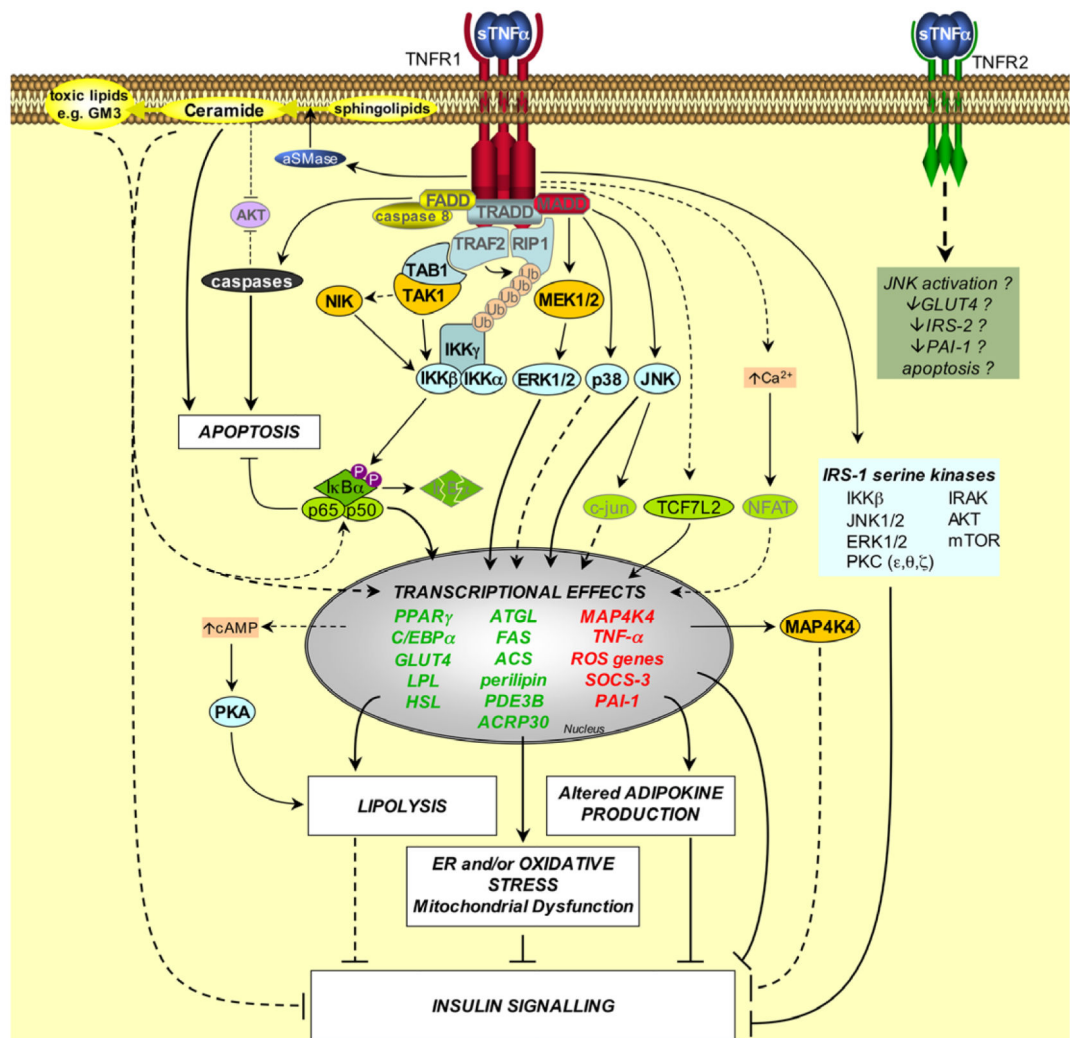 sTNFα
TNFR1
sTNFα
TNFR2
toxic lipids
e.g. GM3
Ceramide
sphingolipids
aSMase
AKT
caspases
FADD
caspase 8
TRADD
MADD
TRAF2
RIP1
TAB1
TAK1
NIK
Ub
Ub
Ub
Ub
Ub
MEK1/2
IKKγ
IKKβ
IKKα
ERK1/2
p38
JNK
↑Ca²⁺
JNK activation ?
↓GLUT4 ?
↓IRS-2 ?
↓PAI-1 ?
apoptosis ?
APOPTOSIS
P
P
IκBα
p65
p50
c-jun
TCF7L2
NFAT
IRS-1 serine kinases
IKKβ
JNK1/2
ERK1/2
PKC (ε,θ,ζ)
IRAK
AKT
mTOR
TRANSCRIPTIONAL EFFECTS
PPARγ
C/EBPα
GLUT4
LPL
HSL
ATGL
FAS
ACS
perilipin
PDE3B
ACRP30
MAP4K4
TNF-α
ROS genes
SOCS-3
PAI-1
Nucleus
↑cAMP
PKA
MAP4K4
LIPOLYSIS
Altered ADIPOKINE
PRODUCTION
ER and/or OXIDATIVE
STRESS
Mitochondrial Dysfunction
INSULIN SIGNALLING